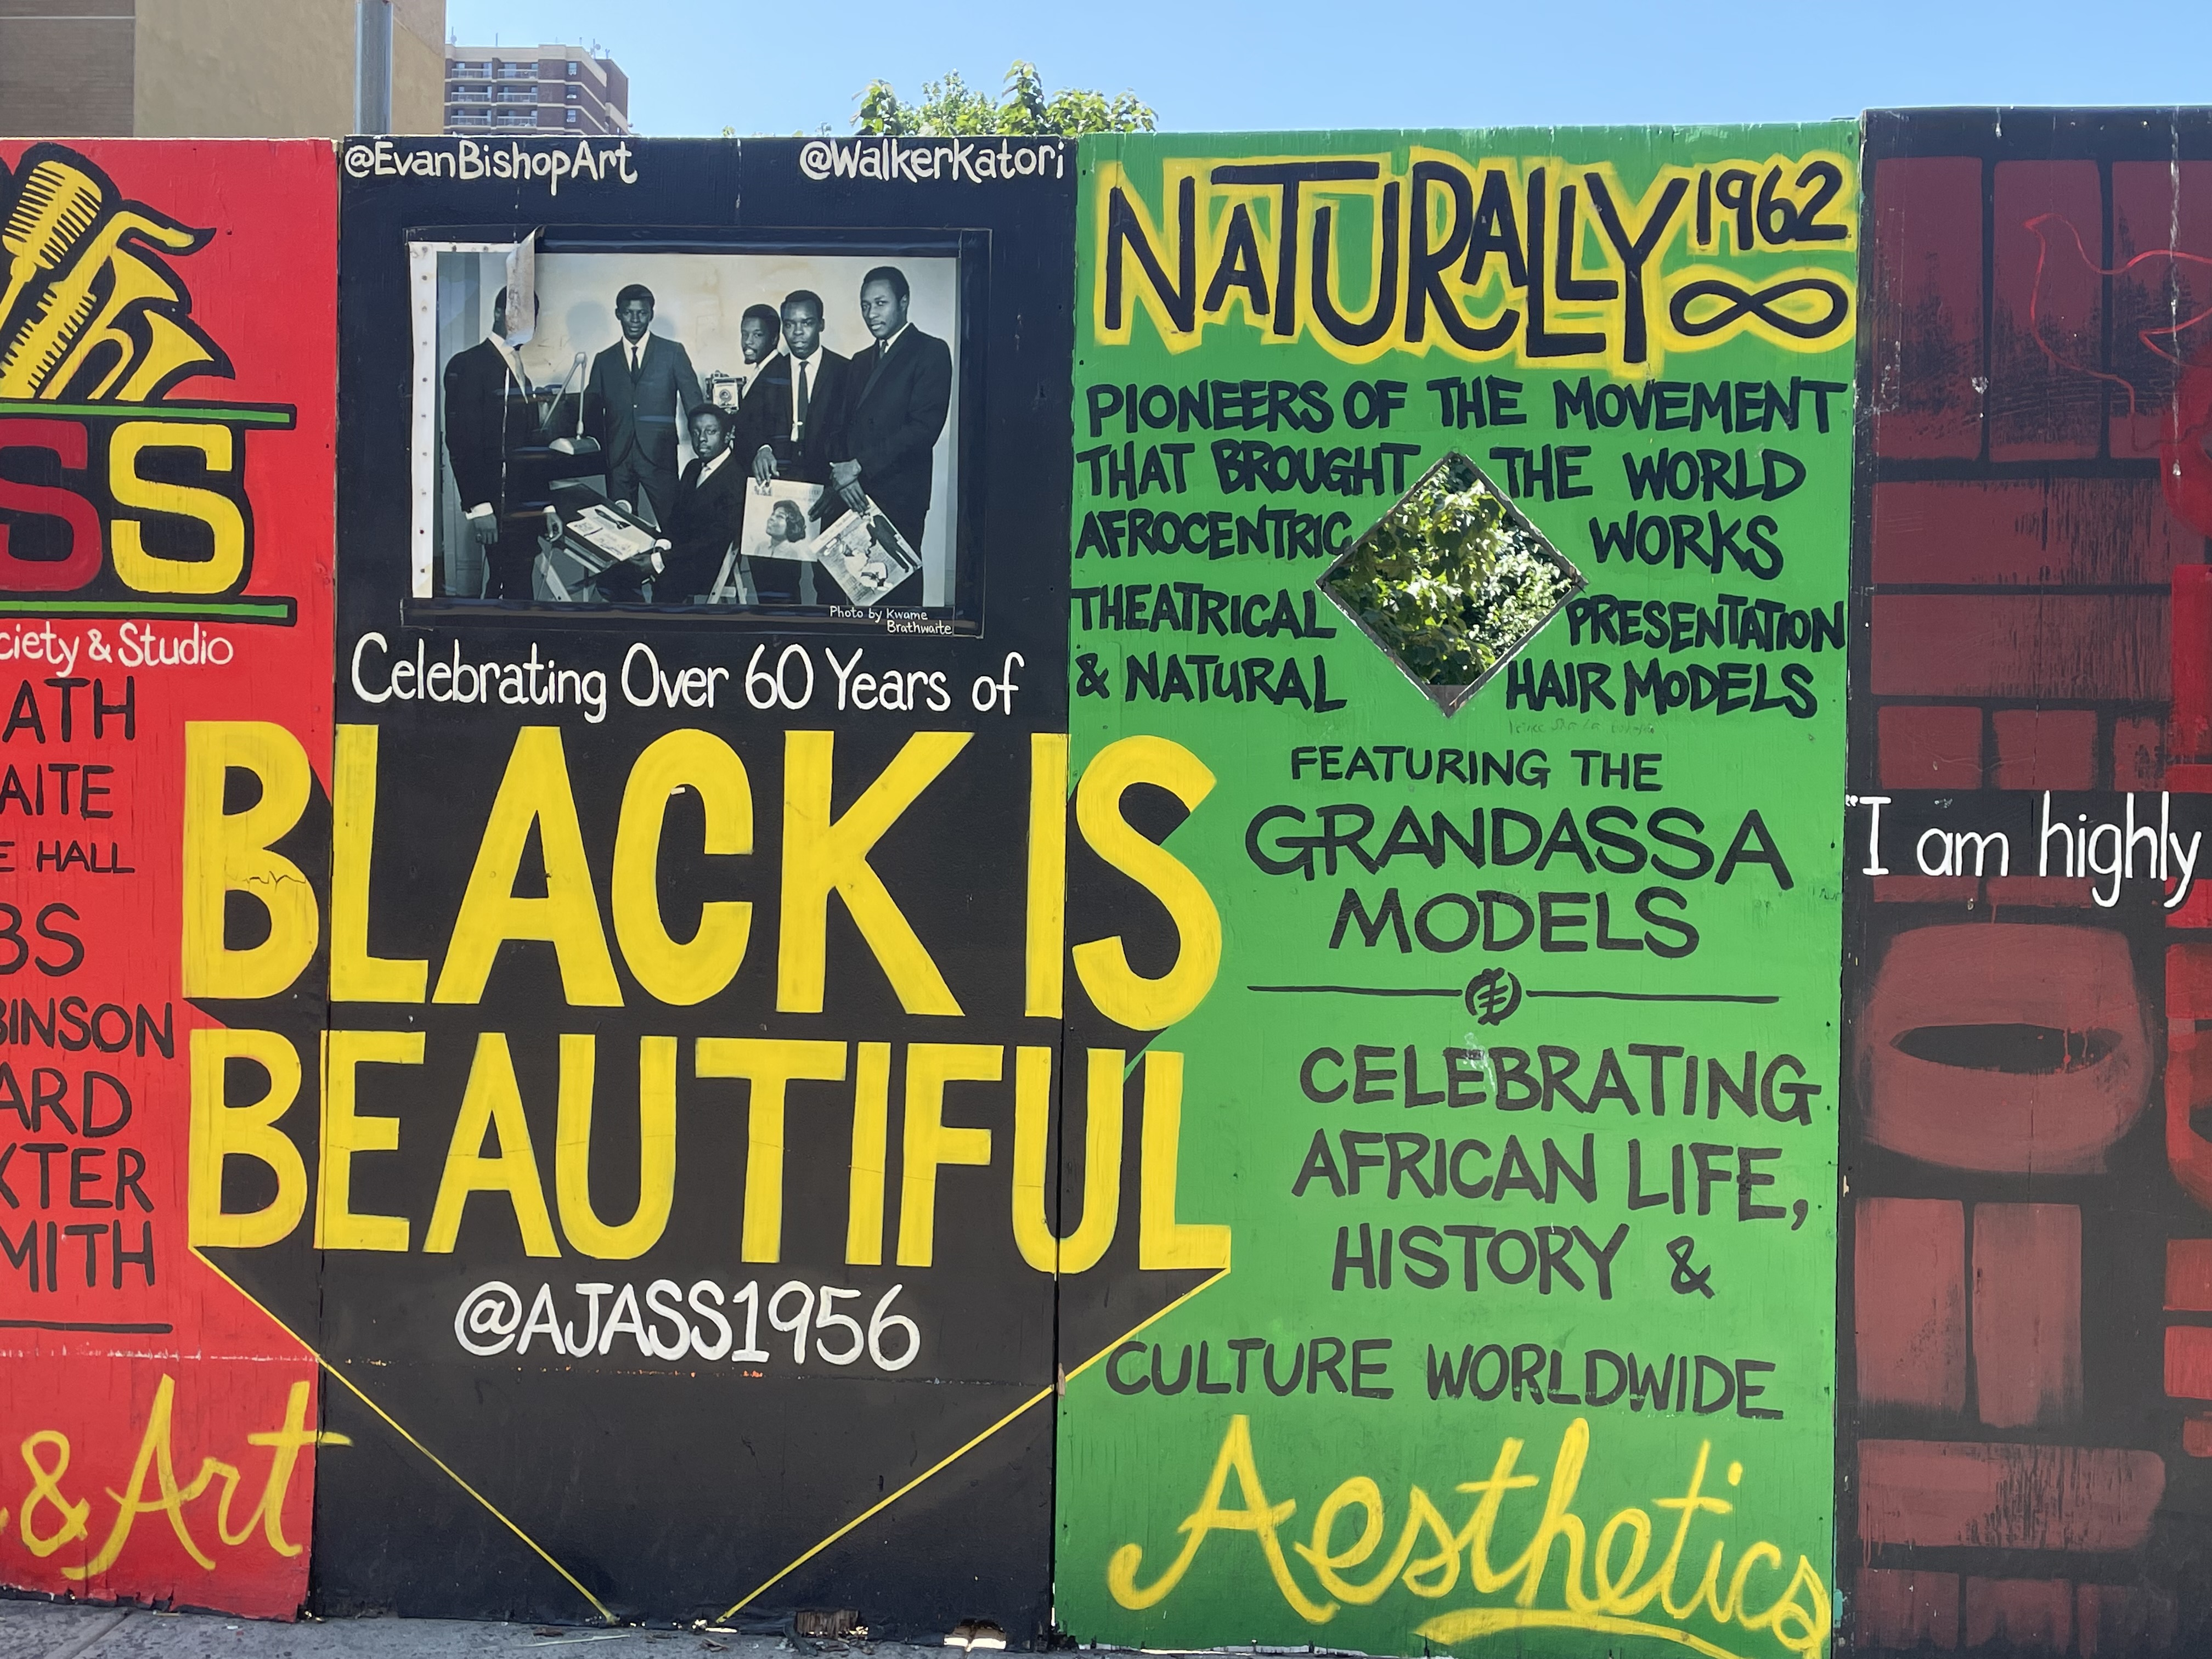 SS
ciety & Studio
ATH
AITE
E HALL
BS
BINSON
ARD
XTER
MITH
& Art
@EvanBishopArt
@WalkerKatori
Photo by Kwame
Brathwaite
Celebrating Over 60 Years of
BLACK IS
BEAUTIFUL
@AJASS1956
NATURALLY 1962
PIONEERS OF THE MOVEMENT
THAT BROUGHT THE WORLD
AFROCENTRIC WORKS
THEATRICAL PRESENTATION
& NATURAL HAIR MODELS
FEATURING THE
GRANDASSA
MODELS
CELEBRATING
AFRICAN LIFE,
HISTORY &
CULTURE WORLDWIDE
Aesthetics
"I am highly